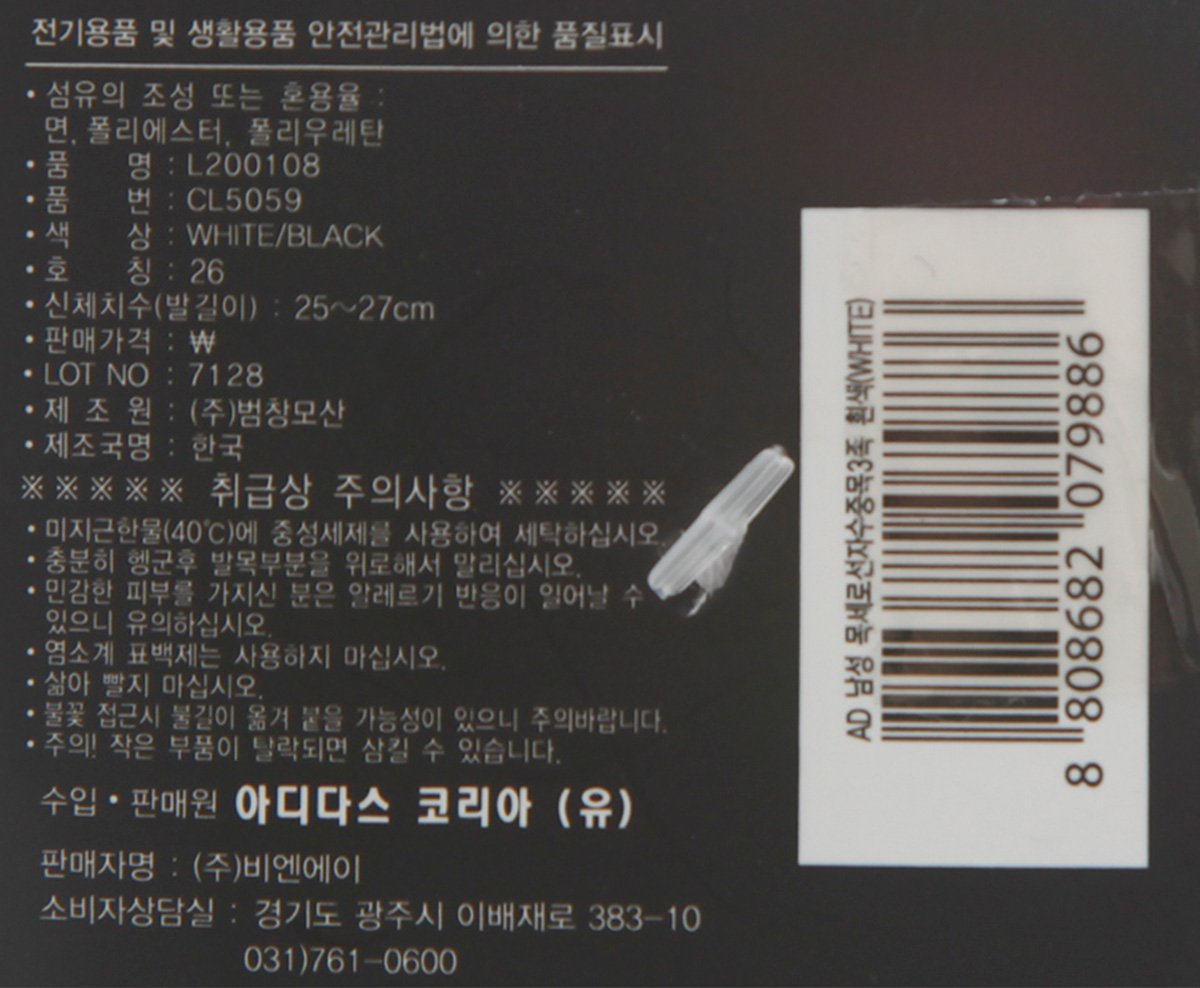 전기용품 및 생활용품 안전관리법에 의한 품질표시
• 섬유의 조성 또는 혼용율 :
면, 폴리에스터, 폴리우레탄
• 품 명 : L200108
• 품 번 : CL5059
• 색 상 : WHITE/BLACK
• 호 칭 : 26
• 신체치수(발길이) : 25~27cm
• 판매가격 : ₩
• LOT NO : 7128
• 제 조 원 : (주)범창모산
• 제조국명 : 한국
※※※※※ 취급상 주의사항 ※※※※※
• 미지근한물(40℃)에 중성세제를 사용하여 세탁하십시오.
• 충분히 헹군후 발목부분을 위로해서 말리십시오.
• 민감한 피부를 가지신 분은 알레르기 반응이 일어날 수
있으니 유의하십시오.
• 염소계 표백제는 사용하지 마십시오.
• 삶아 빨지 마십시오.
• 불꽃 접근시 불길이 옮겨 붙을 가능성이 있으니 주의바랍니다.
• 주의! 작은 부품이 탈락되면 삼킬 수 있습니다.
수입 • 판매원 아디다스 코리아 (유)
판매자명 : (주)비엔에이
소비자상담실 : 경기도 광주시 이배재로 383-10
031)761-0600
AD 남성 목세로선자수중목3족 흰색(WHITE)
8 808682 079886